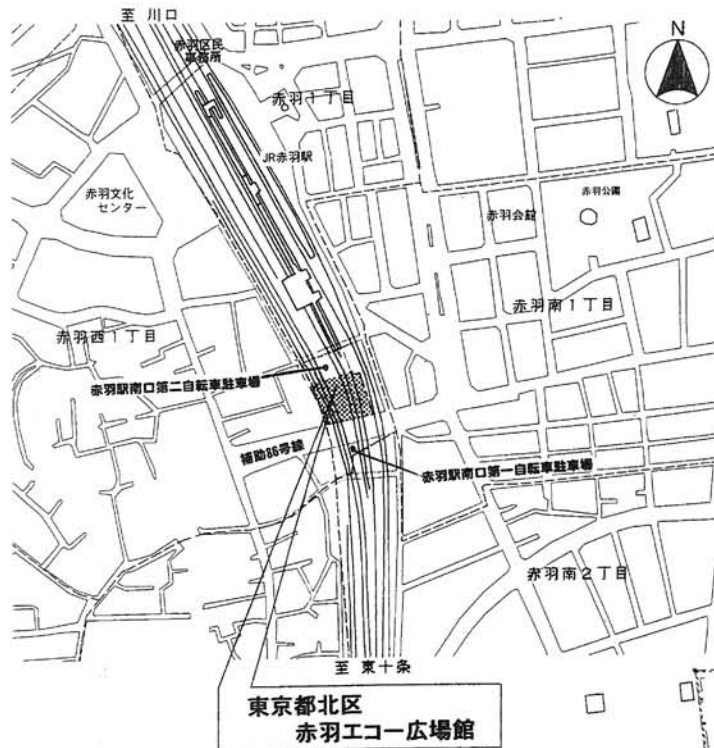 至 川口
N
赤羽区民
事務所
赤羽1丁目
JR赤羽駅
赤羽文化
センター
赤羽会館
赤羽公園
赤羽南1丁目
赤羽西1丁目
赤羽駅南口第二自転車駐車場
補助86号線
赤羽駅南口第一自転車駐車場
赤羽南2丁目
至 東十条
東京都北区
赤羽エコー広場館